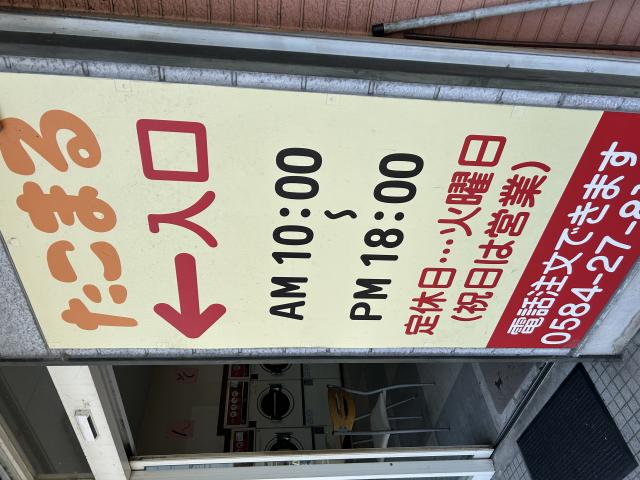 たこまる
←入口
AM 10:00
〜
PM 18:00
定休日…火曜日
(祝日は営業)
電話注文できます
0584-27-8